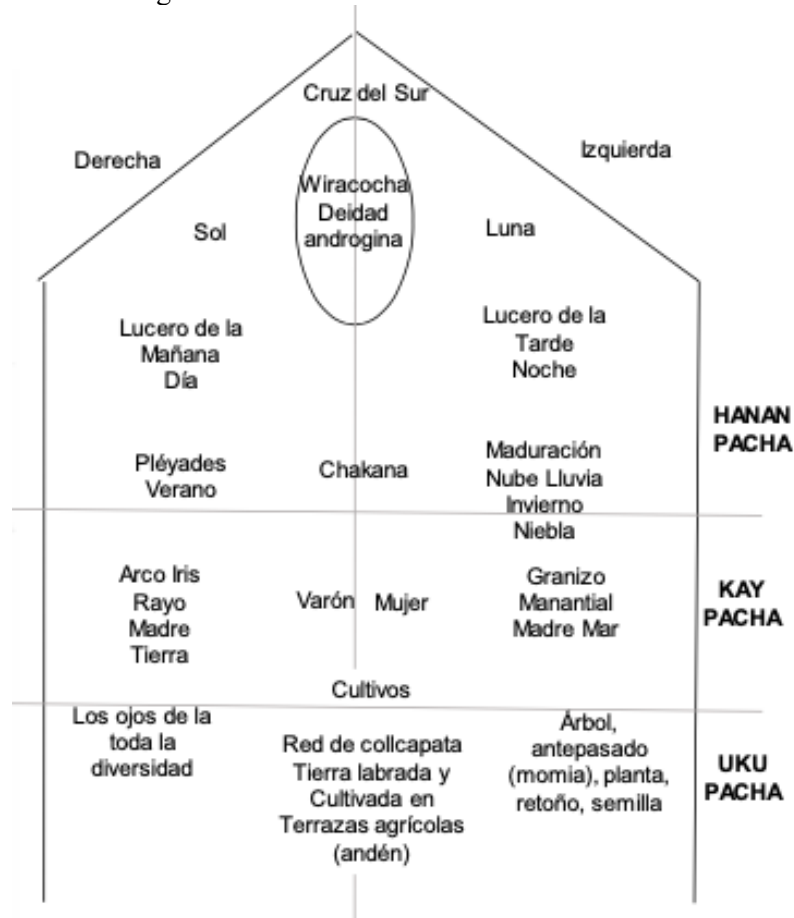 Cruz del Sur
Derecha
Izquierda
Wiracocha
Deidad
androgina
Sol
Luna
Lucero de la
Mañana
Día
Lucero de la
Tarde
Noche
HANAN
PACHA
Pléyades
Verano
Chakana
Maduración
Nube Lluvia
Invierno
Niebla
Arco Iris
Rayo
Madre
Tierra
Varón
Mujer
Granizo
Manantial
Madre Mar
KAY
PACHA
Cultivos
Los ojos de la
toda la
diversidad
Red de collcapata
Tierra labrada y
Cultivada en
Terrazas agrícolas
(andén)
Árbol,
antepasado
(momia), planta,
retoño, semilla
UKU
PACHA